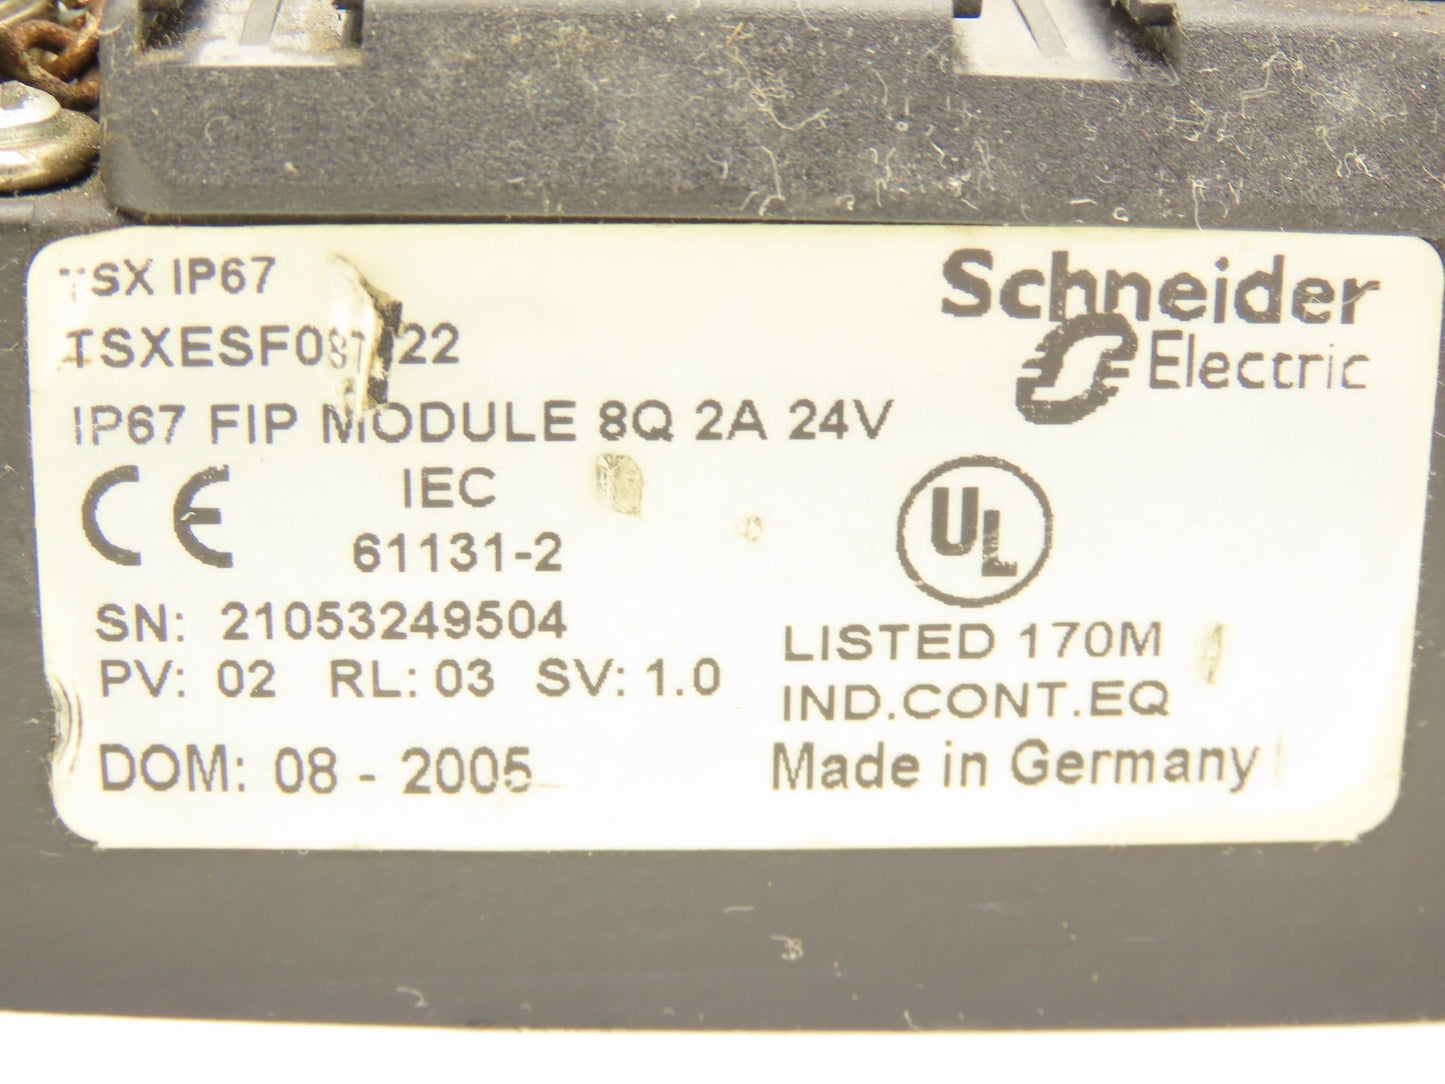 TSX IP67
IP67 FIP MODULE 8Q 2A 24V
CE
IEC
61131-2
SN: 21053249504
PV: 02 RL: 03 SV: 1.0
DOM: 08 - 2005
Schneider
Electric
UL
LISTED 170M
IND.CONT.EQ
Made in Germany